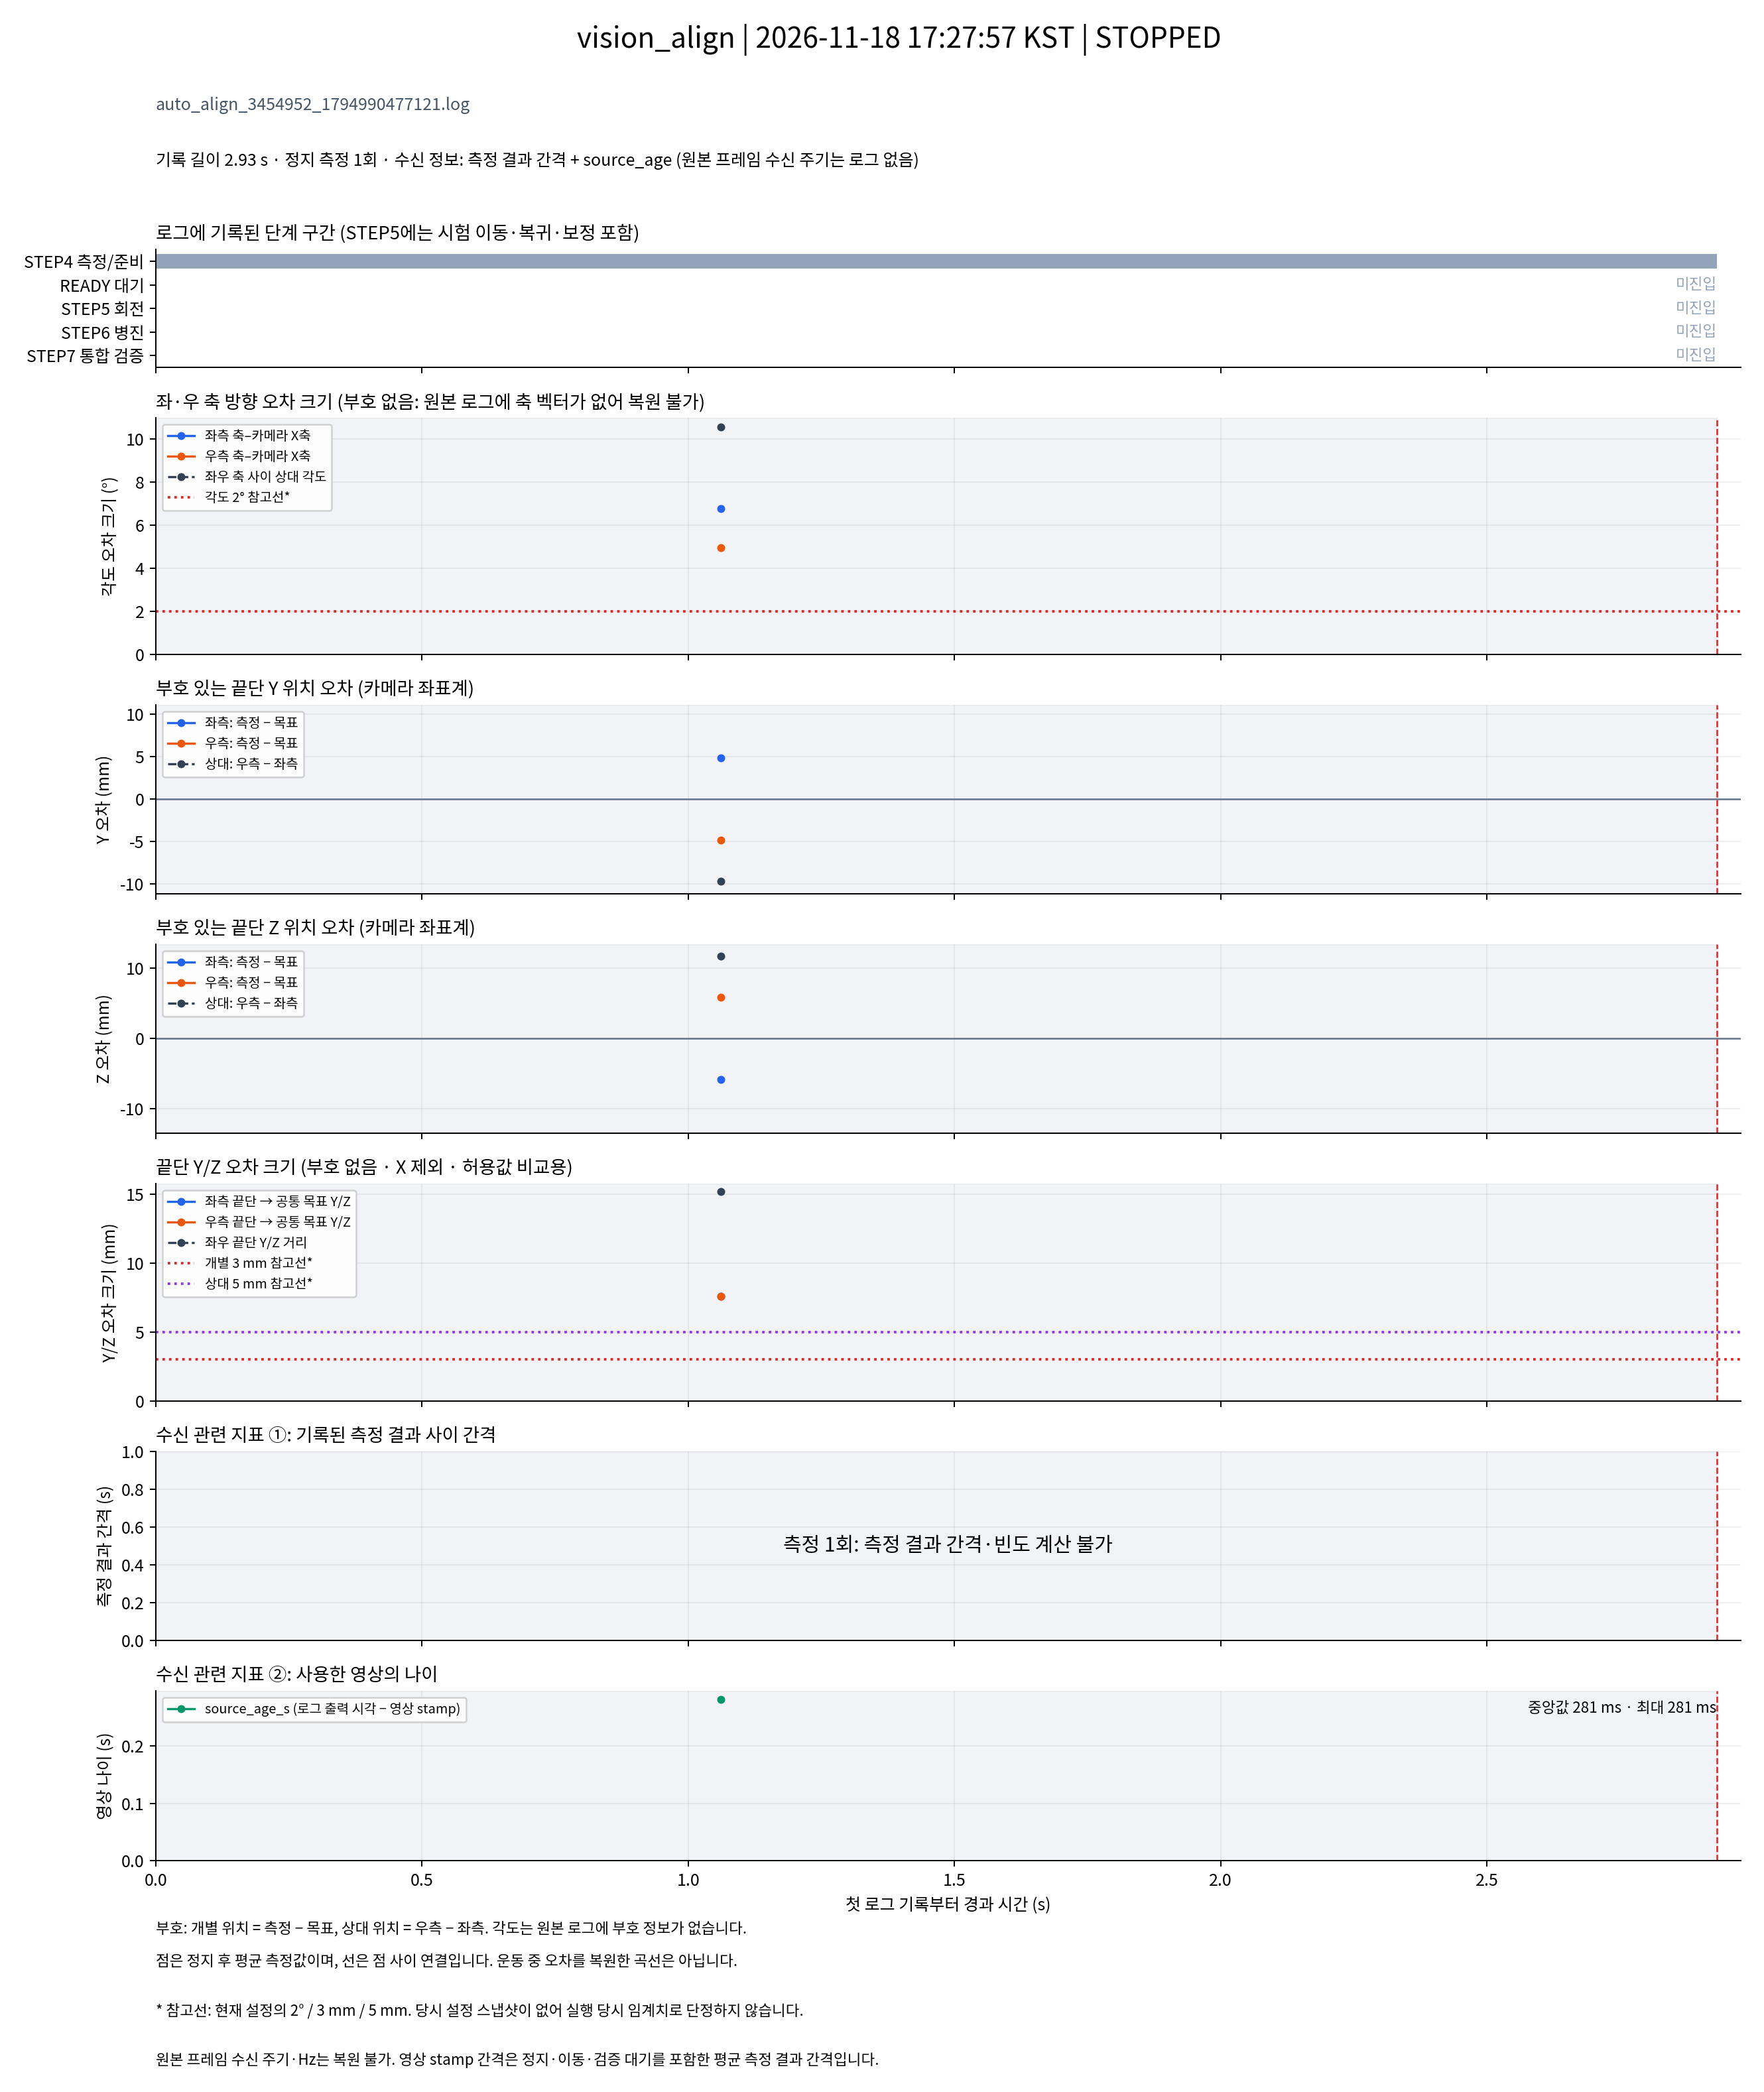 vision_align | 2026-11-18 17:27:57 KST | STOPPED
auto_align_3454952_1794990477121.log
기록 길이 2.93 s · 정지 측정 1회 · 수신 정보: 측정 결과 간격 + source_age (원본 프레임 수신 주기는 로그 없음)
로그에 기록된 단계 구간 (STEP5에는 시험 이동·복귀·보정 포함)
STEP4 측정/준비
READY 대기
미진입
STEP5 회전
미진입
STEP6 병진
미진입
STEP7 통합 검증
미진입
좌·우 축 방향 오차 크기 (부호 없음: 원본 로그에 축 벡터가 없어 복원 불가)
각도 오차 크기 (°)
10
8
6
4
2
0
좌측 축–카메라 X축
우측 축–카메라 X축
좌우 축 사이 상대 각도
각도 2° 참고선*
부호 있는 끝단 Y 위치 오차 (카메라 좌표계)
Y 오차 (mm)
10
5
0
-5
-10
좌측: 측정 − 목표
우측: 측정 − 목표
상대: 우측 − 좌측
부호 있는 끝단 Z 위치 오차 (카메라 좌표계)
Z 오차 (mm)
10
0
-10
좌측: 측정 − 목표
우측: 측정 − 목표
상대: 우측 − 좌측
끝단 Y/Z 오차 크기 (부호 없음 · X 제외 · 허용값 비교용)
Y/Z 오차 크기 (mm)
15
10
5
0
좌측 끝단 → 공통 목표 Y/Z
우측 끝단 → 공통 목표 Y/Z
좌우 끝단 Y/Z 거리
개별 3 mm 참고선*
상대 5 mm 참고선*
수신 관련 지표 ①: 기록된 측정 결과 사이 간격
측정 결과 간격 (s)
1.0
0.8
0.6
0.4
0.2
0.0
측정 1회: 측정 결과 간격·빈도 계산 불가
수신 관련 지표 ②: 사용한 영상의 나이
영상 나이 (s)
0.2
0.1
0.0
source_age_s (로그 출력 시각 − 영상 stamp)
중앙값 281 ms · 최대 281 ms
0.0
0.5
1.0
1.5
2.0
2.5
첫 로그 기록부터 경과 시간 (s)
부호: 개별 위치 = 측정 − 목표, 상대 위치 = 우측 − 좌측. 각도는 원본 로그에 부호 정보가 없습니다.
점은 정지 후 평균 측정값이며, 선은 점 사이 연결입니다. 운동 중 오차를 복원한 곡선은 아닙니다.
* 참고선: 현재 설정의 2° / 3 mm / 5 mm. 당시 설정 스냅샷이 없어 실행 당시 임계치로 단정하지 않습니다.
원본 프레임 수신 주기·Hz는 복원 불가. 영상 stamp 간격은 정지·이동·검증 대기를 포함한 평균 측정 결과 간격입니다.